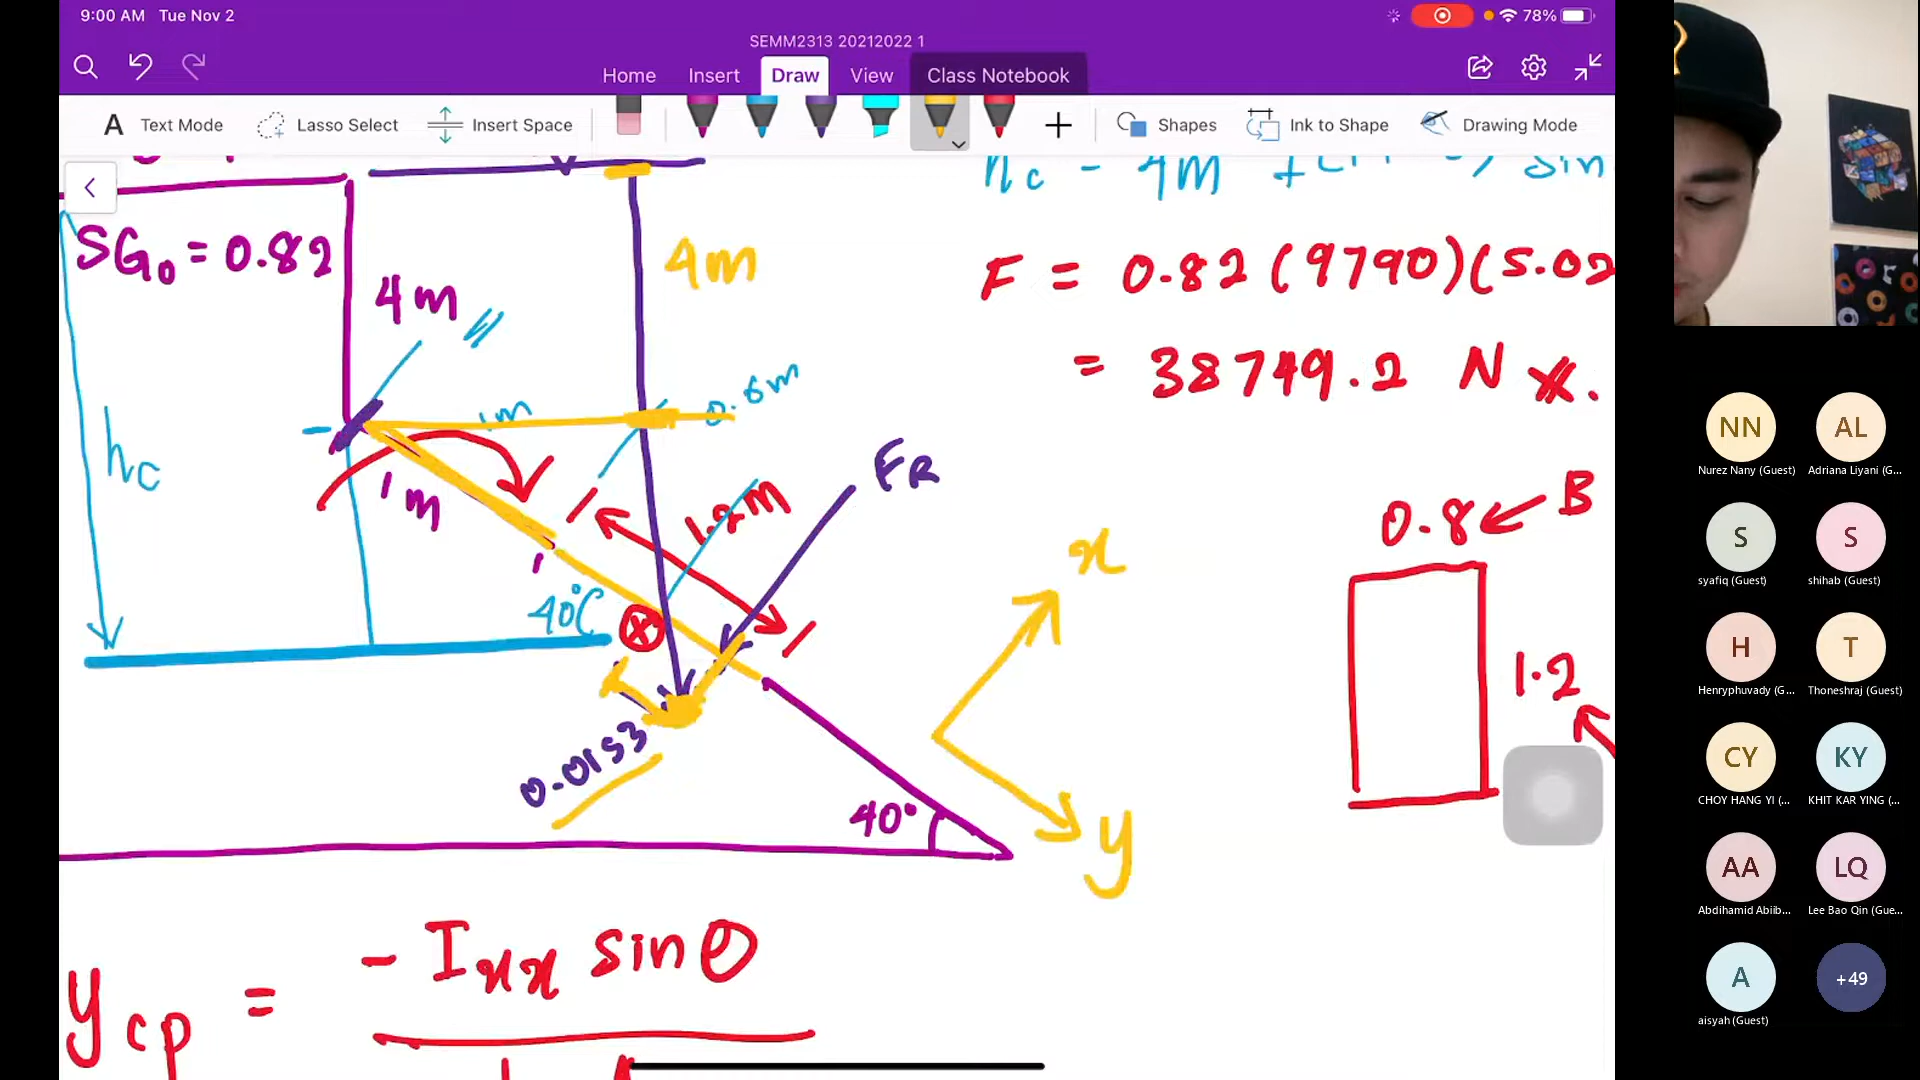 9:00 AM Tue Nov 2
78%
SEMM2313 20212022 1
Home Insert Draw View Class Notebook
A Text Mode Lasso Select Insert Space Shapes Ink to Shape Drawing Mode
hc = 4m + sin
SG₀ = 0.82
4m
4m
F = 0.82 (9790)(5.02
= 38749.2 N
1m
0.6m
hc
FR
1m
1.2m
40°C
x
0.8 ← B
1.2
0.0153
40°
y
ycp = - Ixx sinθ
NN
Nurez Nany (Guest)
AL
Adriana Liyani (G...
S
syafiq (Guest)
S
shihab (Guest)
H
Henryphuvady (G...
T
Thoneshraj (Guest)
CY
CHOY HANG YI (...
KY
KHIT KAR YING (...
AA
Abdihamid Abiib...
LQ
Lee Bao Qin (Gue...
A
aisyah (Guest)
+49